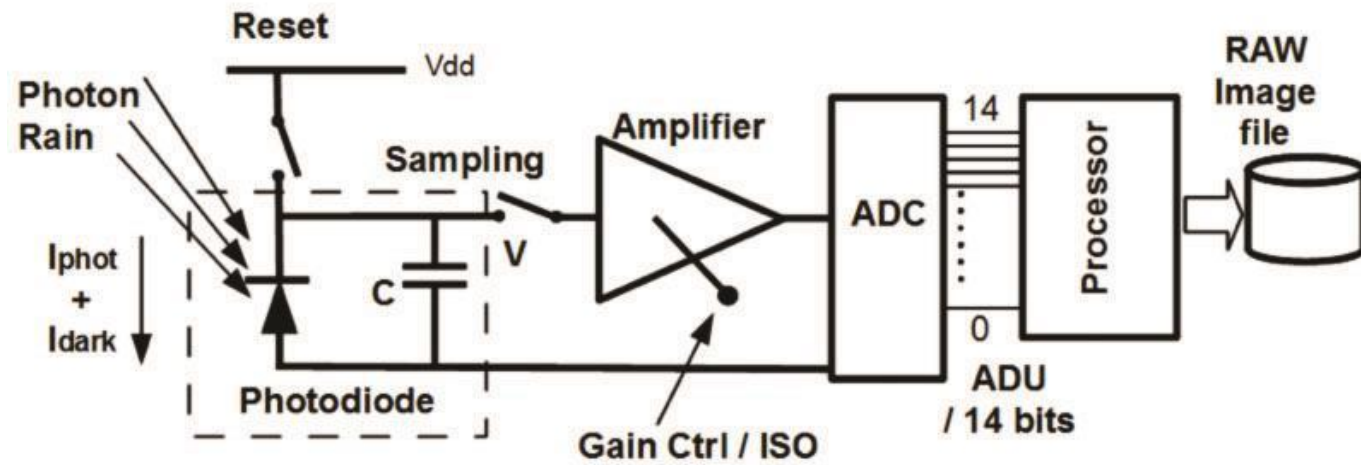 Reset
Vdd
Photon
Rain
RAW
Image
file
Amplifier
14
Sampling
ADC
Processor
V
C
Iphot
+
Idark
0
Photodiode
ADU
/ 14 bits
Gain Ctrl / ISO